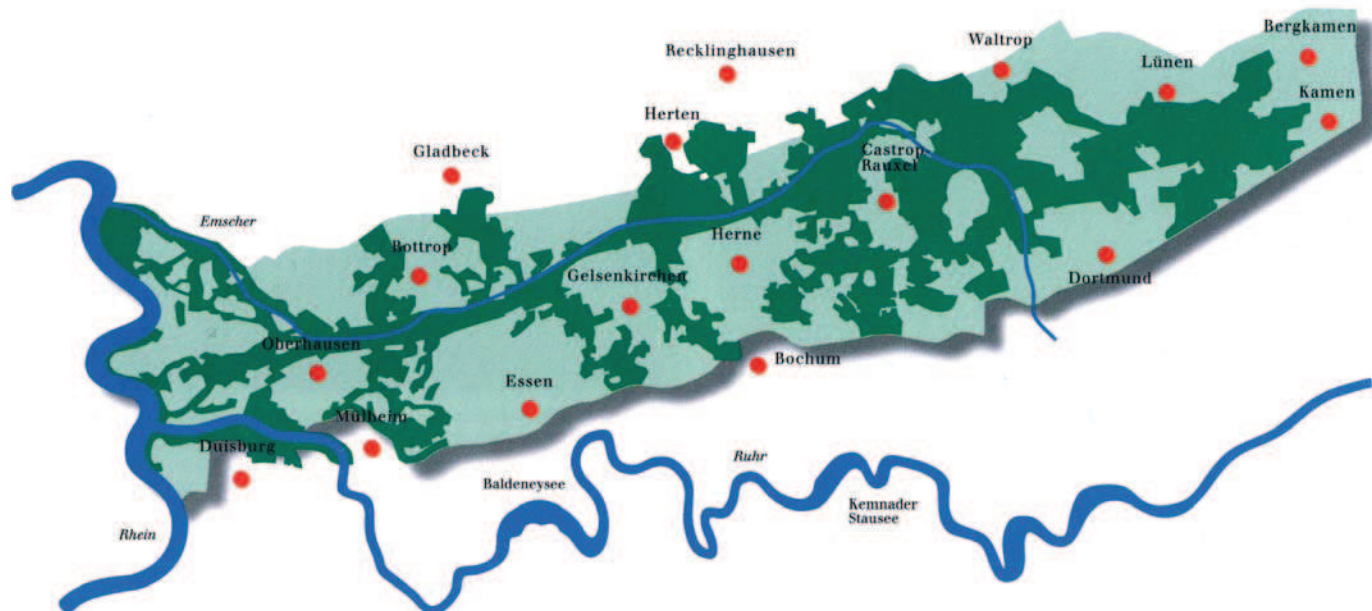 Bergkamen
Waltrop
Recklinghausen
Lünen
Kamen
Herten
Castrop-
Rauxel
Gladbeck
Emscher
Bottrop
Herne
Gelsenkirchen
Dortmund
Oberhausen
Bochum
Essen
Mülheim
Duisburg
Ruhr
Baldeneysee
Kemnader
Stausee
Rhein